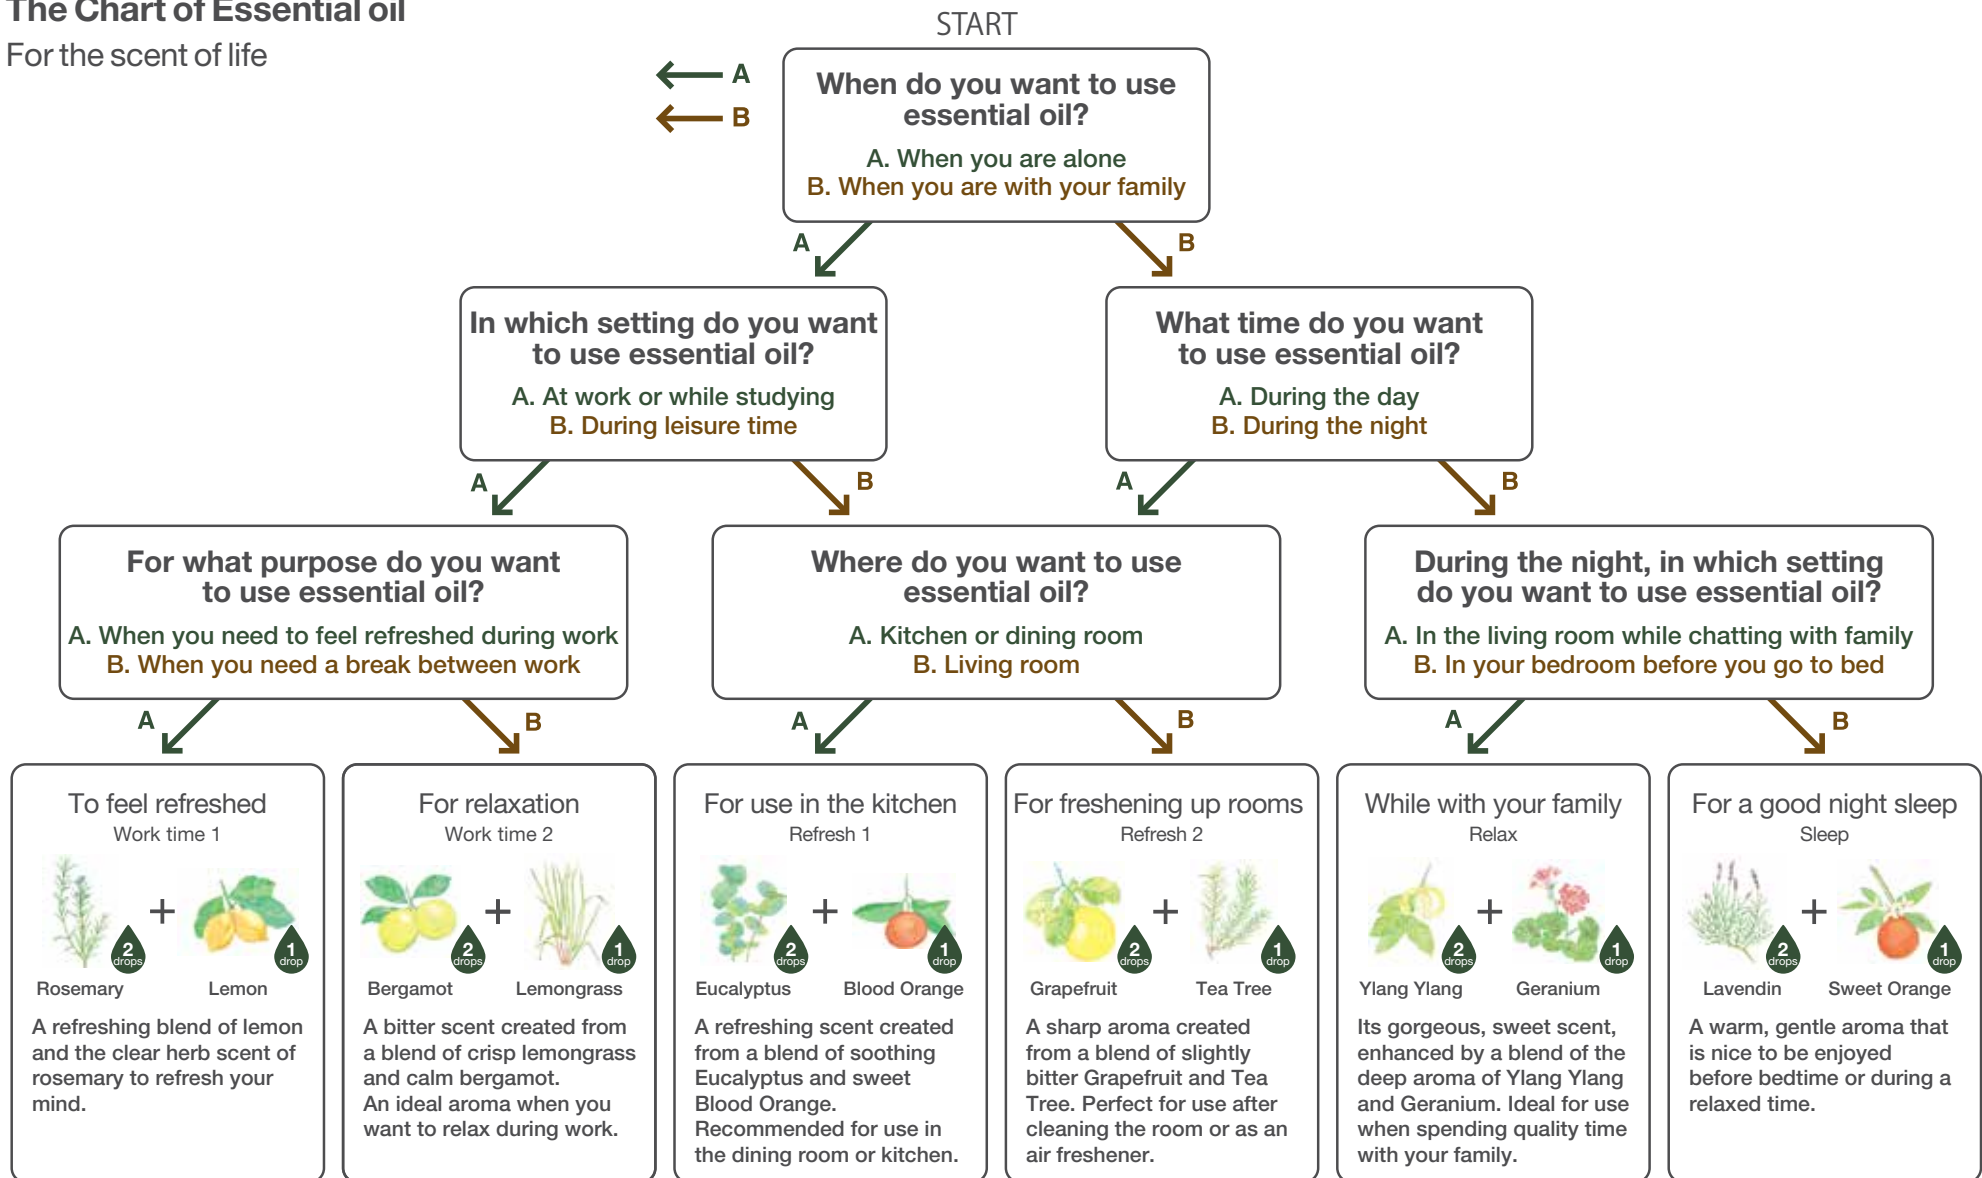 The Chart of Essential oil
For the scent of life
START
A
B
When do you want to use
essential oil?
A. When you are alone
B. When you are with your family
A
B
In which setting do you want
to use essential oil?
A. At work or while studying
B. During leisure time
What time do you want
to use essential oil?
A. During the day
B. During the night
A
B
A
B
For what purpose do you want
to use essential oil?
A. When you need to feel refreshed during work
B. When you need a break between work
Where do you want to use
essential oil?
A. Kitchen or dining room
B. Living room
During the night, in which setting
do you want to use essential oil?
A. In the living room while chatting with family
B. In your bedroom before you go to bed
A
B
A
B
A
B
To feel refreshed
Work time 1
+
2
drops
1
drop
Rosemary
Lemon
A refreshing blend of lemon
and the clear herb scent of
rosemary to refresh your
mind.
For relaxation
Work time 2
+
2
drops
1
drop
Bergamot
Lemongrass
A bitter scent created from
a blend of crisp lemongrass
and calm bergamot.
An ideal aroma when you
want to relax during work.
For use in the kitchen
Refresh 1
+
2
drops
1
drop
Eucalyptus
Blood Orange
A refreshing scent created
from a blend of soothing
Eucalyptus and sweet
Blood Orange.
Recommended for use in
the dining room or kitchen.
For freshening up rooms
Refresh 2
+
2
drops
1
drop
Grapefruit
Tea Tree
A sharp aroma created
from a blend of slightly
bitter Grapefruit and Tea
Tree. Perfect for use after
cleaning the room or as an
air freshener.
While with your family
Relax
+
2
drops
1
drop
Ylang Ylang
Geranium
Its gorgeous, sweet scent,
enhanced by a blend of the
deep aroma of Ylang Ylang
and Geranium. Ideal for use
when spending quality time
with your family.
For a good night sleep
Sleep
+
2
drops
1
drop
Lavendin
Sweet Orange
A warm, gentle aroma that
is nice to be enjoyed
before bedtime or during a
relaxed time.